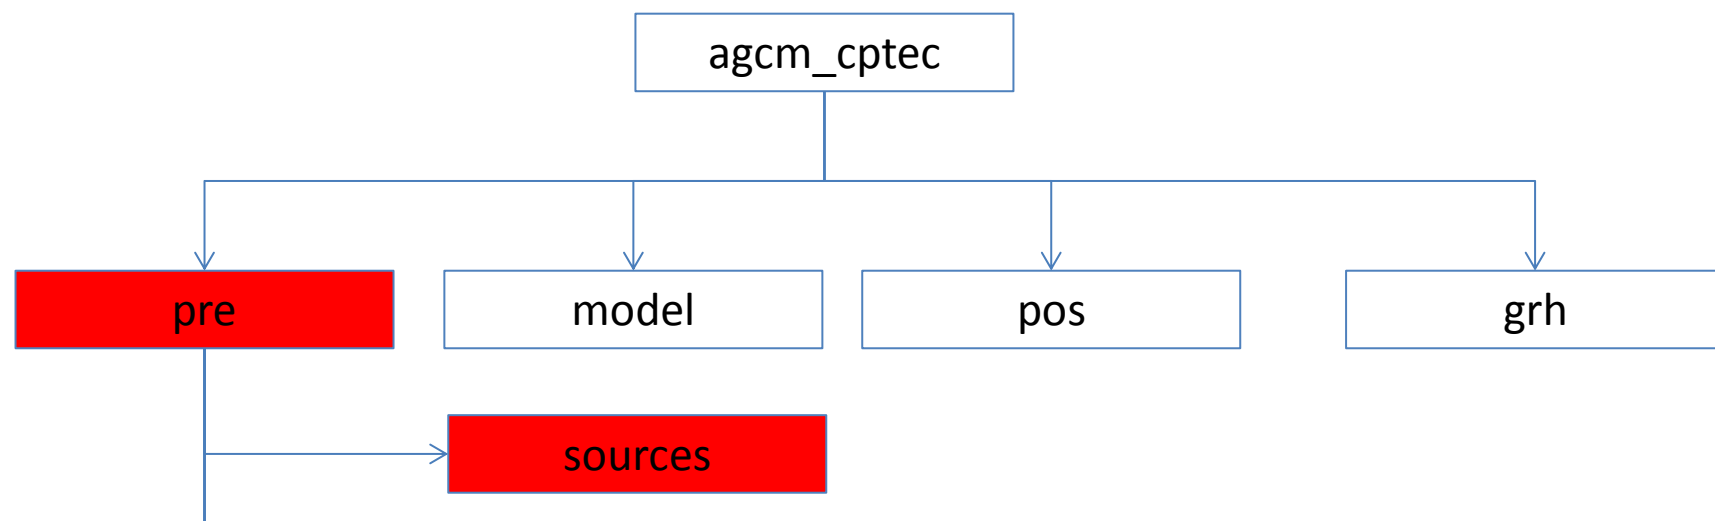 agcm_cptec
pre
model
pos
grh
sources